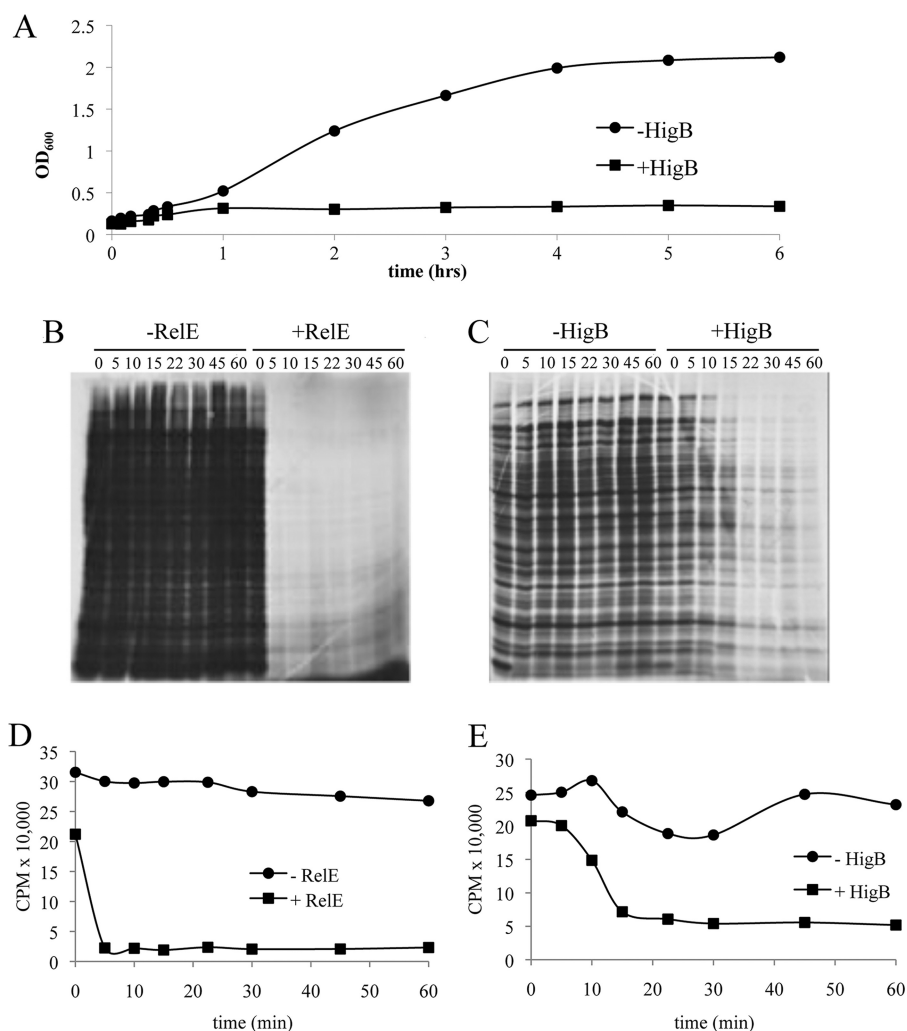 A
2.5
2
1.5
1
0.5
0
OD600
-HigB
+HigB
0 1 2 3 4 5 6
time (hrs)
B
-RelE +RelE
0 5 10 15 22 30 45 60 0 5 10 15 22 30 45 60
C
-HigB +HigB
0 5 10 15 22 30 45 60 0 5 10 15 22 30 45 60
D
35
30
25
20
15
10
5
0
CPM x 10,000
- RelE
+ RelE
0 10 20 30 40 50 60
time (min)
E
30
25
20
15
10
5
0
CPM x 10,000
- HigB
+ HigB
0 10 20 30 40 50 60
time (min)